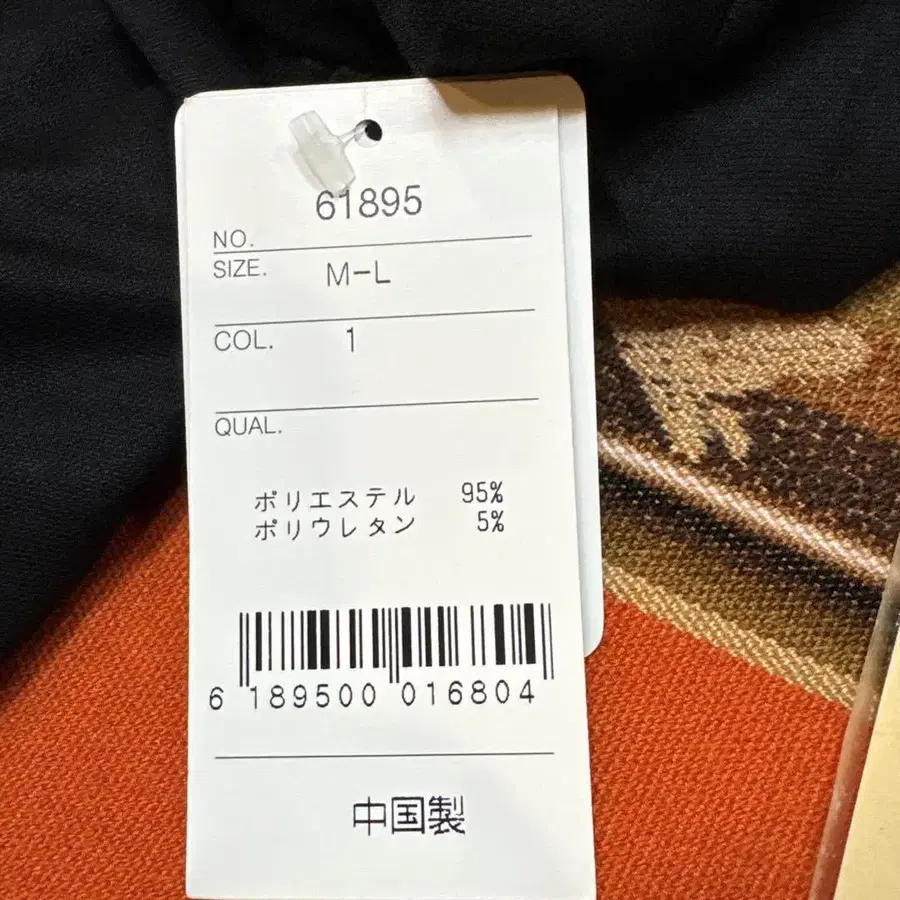 61895
NO.
SIZE. M-L
COL. 1
QUAL.
ポリエステル 95%
ポリウレタン 5%
6 189500 016804
中国製